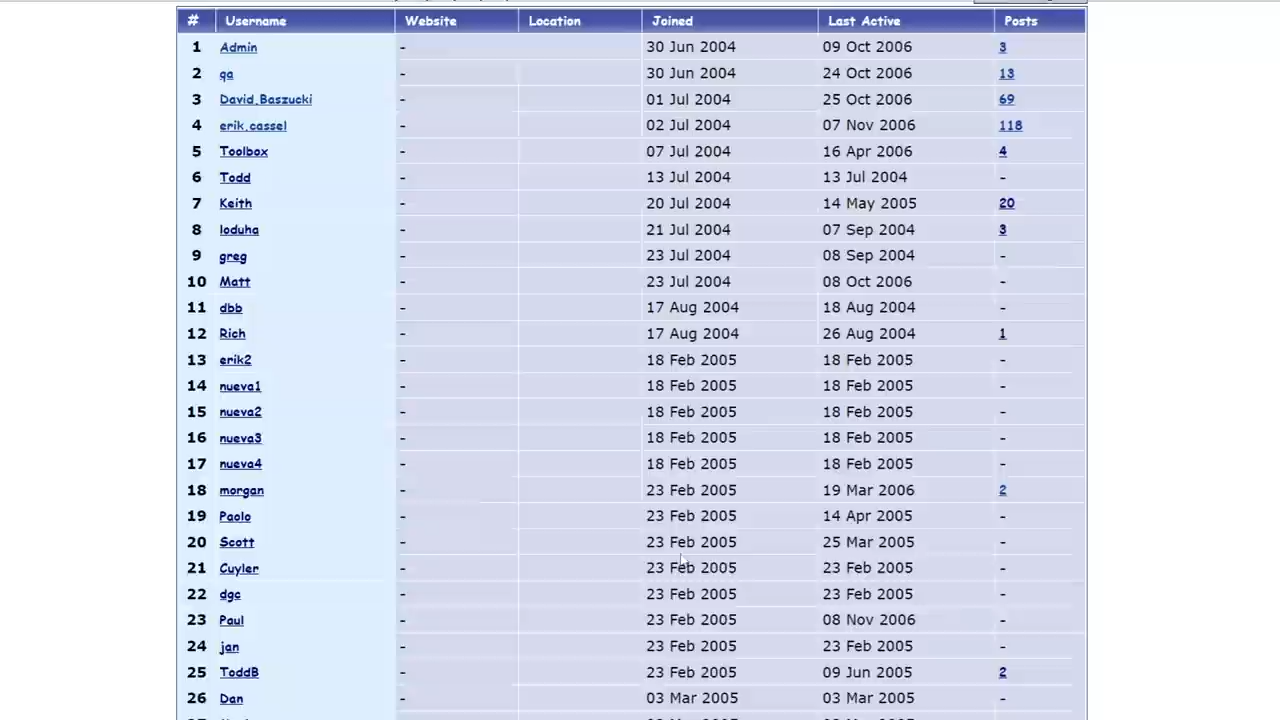 # Username Website Location Joined Last Active Posts
1 Admin - 30 Jun 2004 09 Oct 2006 3
2 qa - 30 Jun 2004 24 Oct 2006 13
3 David.Baszucki - 01 Jul 2004 25 Oct 2006 69
4 erik.cassel - 02 Jul 2004 07 Nov 2006 118
5 Toolbox - 07 Jul 2004 16 Apr 2006 4
6 Todd - 13 Jul 2004 13 Jul 2004 -
7 Keith - 20 Jul 2004 14 May 2005 20
8 loduha - 21 Jul 2004 07 Sep 2004 3
9 greg - 23 Jul 2004 08 Sep 2004 -
10 Matt - 23 Jul 2004 08 Oct 2006 -
11 dbb - 17 Aug 2004 18 Aug 2004 -
12 Rich - 17 Aug 2004 26 Aug 2004 1
13 erik2 - 18 Feb 2005 18 Feb 2005 -
14 nueva1 - 18 Feb 2005 18 Feb 2005 -
15 nueva2 - 18 Feb 2005 18 Feb 2005 -
16 nueva3 - 18 Feb 2005 18 Feb 2005 -
17 nueva4 - 18 Feb 2005 18 Feb 2005 -
18 morgan - 23 Feb 2005 19 Mar 2006 2
19 Paolo - 23 Feb 2005 14 Apr 2005 -
20 Scott - 23 Feb 2005 25 Mar 2005 -
21 Cuyler - 23 Feb 2005 23 Feb 2005 -
22 dgc - 23 Feb 2005 23 Feb 2005 -
23 Paul - 23 Feb 2005 08 Nov 2006 -
24 jan - 23 Feb 2005 23 Feb 2005 -
25 ToddB - 23 Feb 2005 09 Jun 2005 2
26 Dan - 03 Mar 2005 03 Mar 2005 -